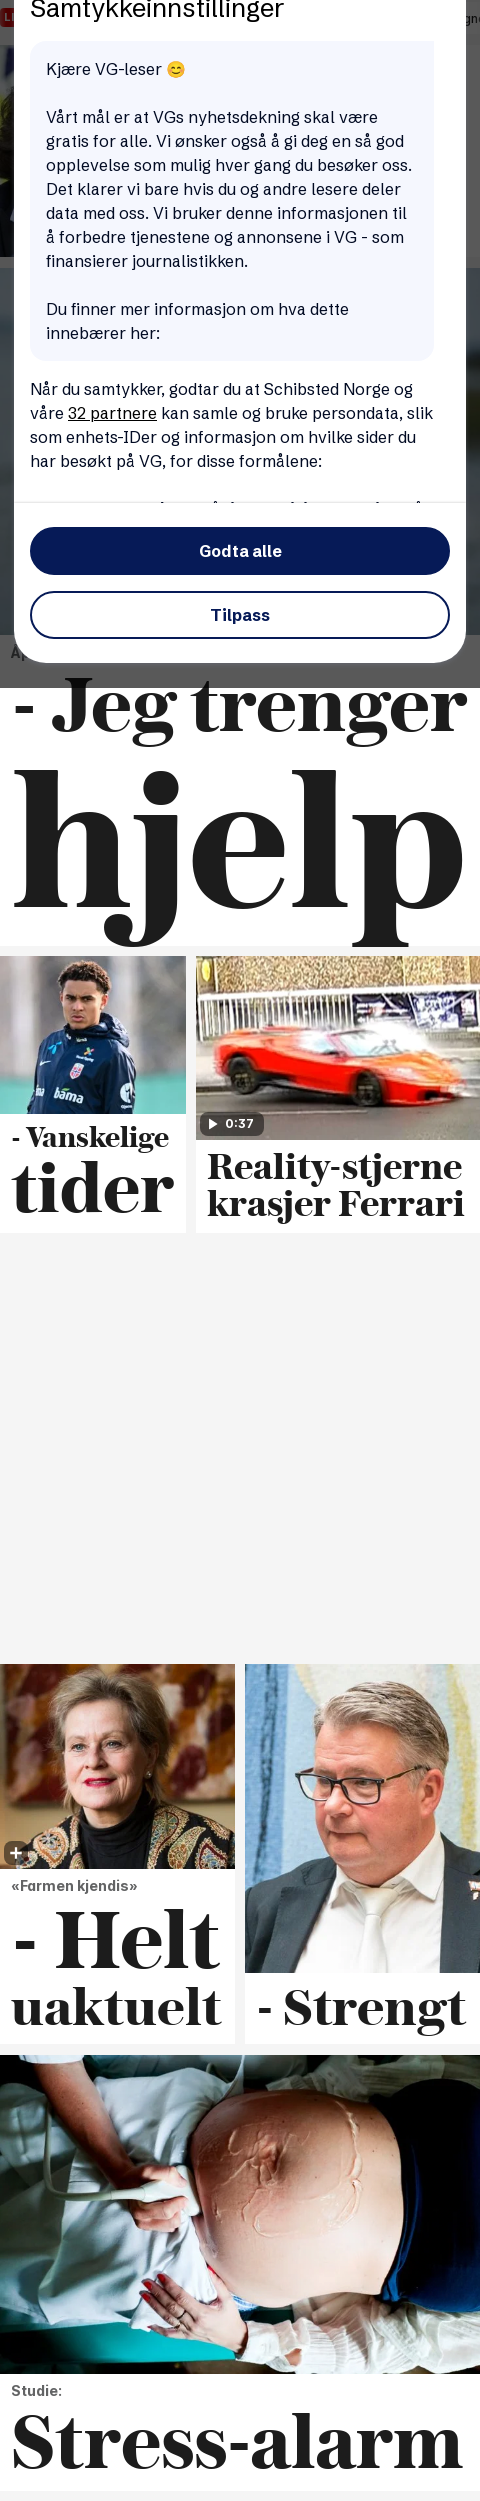 Samtykkeinnstillinger
Kjære VG-leser 😊
Vårt mål er at VGs nyhetsdekning skal være
gratis for alle. Vi ønsker også å gi deg en så god
opplevelse som mulig hver gang du besøker oss.
Det klarer vi bare hvis du og andre lesere deler
data med oss. Vi bruker denne informasjonen til
å forbedre tjenestene og annonsene i VG - som
finansierer journalistikken.
Du finner mer informasjon om hva dette
innebærer her:
Når du samtykker, godtar du at Schibsted Norge og
våre 32 partnere kan samle og bruke persondata, slik
som enhets-IDer og informasjon om hvilke sider du
har besøkt på VG, for disse formålene:
Godta alle
Tilpass
- Jeg trenger
hjelp
bama
- Vanskelige
tider
0:37
Reality-stjerne
krasjer Ferrari
«Farmen kjendis»
- Helt
uaktuelt
- Strengt
Studie:
Stress-alarm